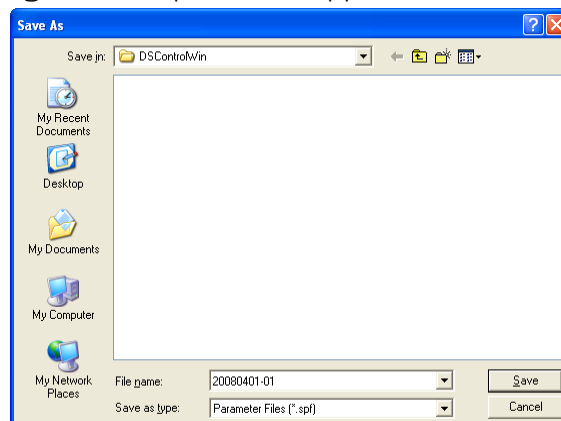 Save As
Save in: DSControlWin
My Recent
Documents
Desktop
My Documents
My Computer
My Network
Places
File name: 20080401-01 Save
Save as type: Parameter Files (*.spf) Cancel